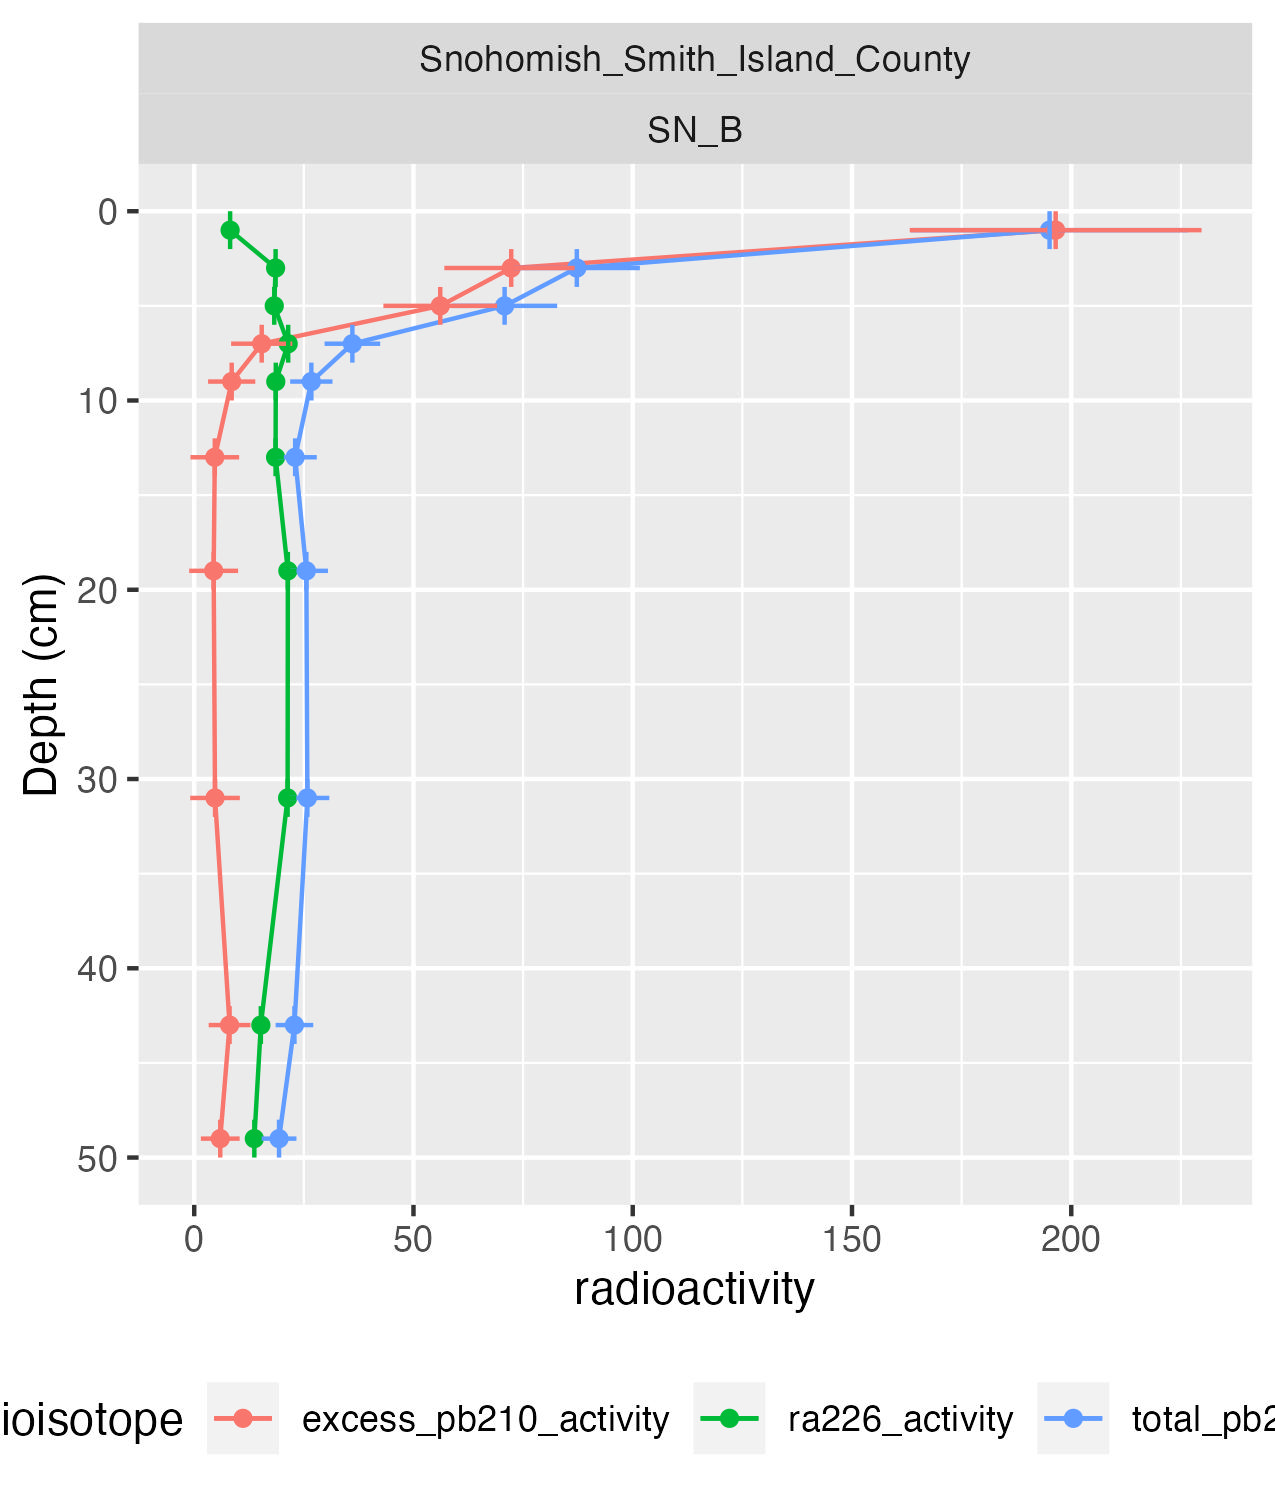 Snohomish_Smith_Island_County
SN_B
0
10
20
30
40
50
Depth (cm)
0 50 100 150 200
radioactivity
ioisotope excess_pb210_activity ra226_activity total_pb2